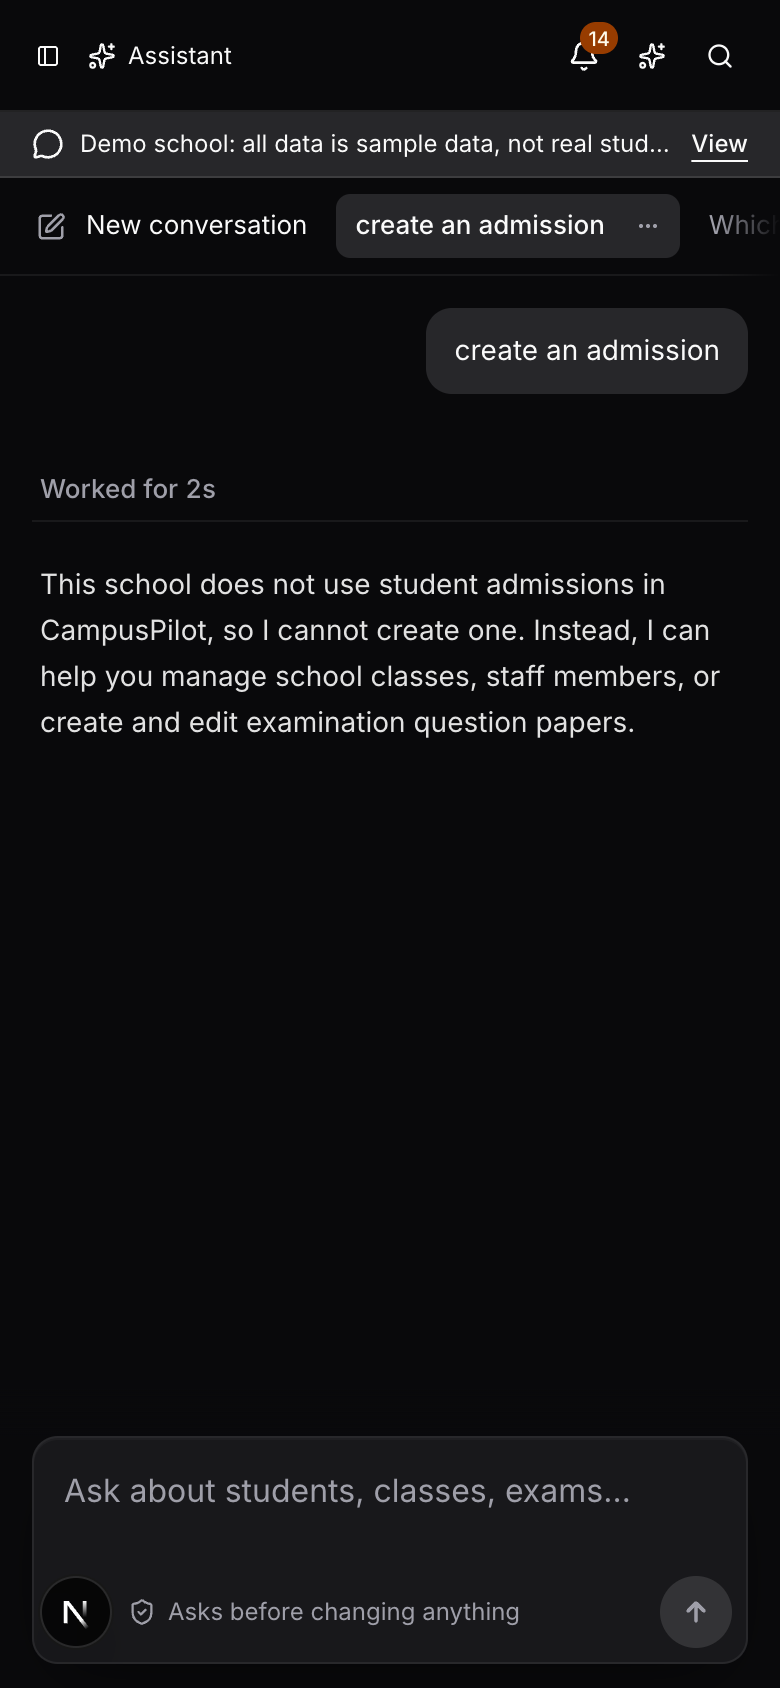 Assistant
14
Demo school: all data is sample data, not real stud...
View
New conversation
create an admission
Which
create an admission
Worked for 2s
This school does not use student admissions in
CampusPilot, so I cannot create one. Instead, I can
help you manage school classes, staff members, or
create and edit examination question papers.
Ask about students, classes, exams...
N
Asks before changing anything